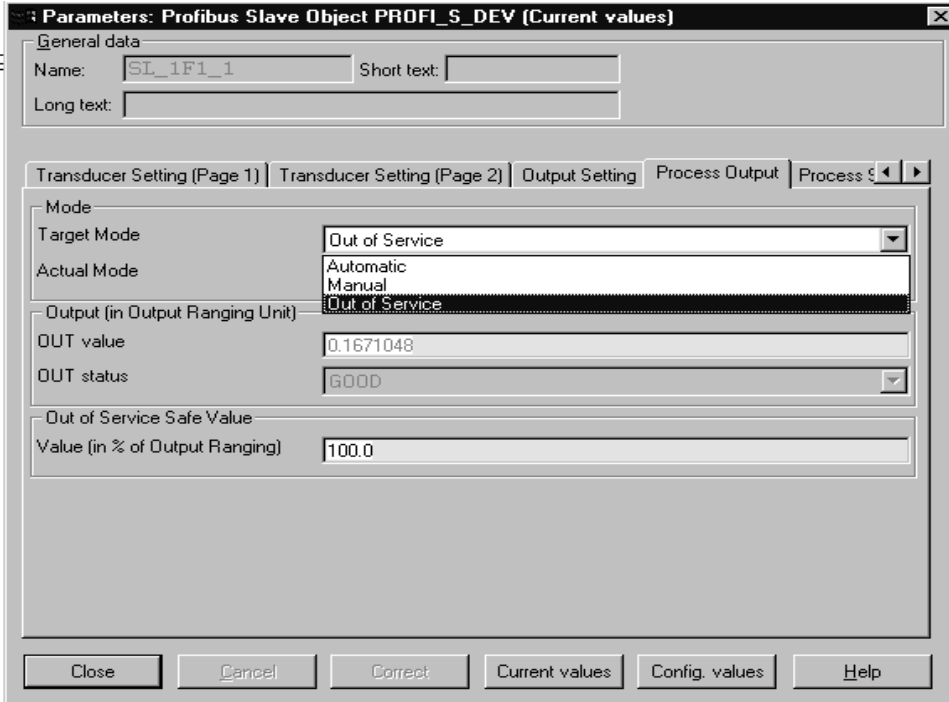 Parameters: Profibus Slave Object PROFI_S_DEV (Current values)
General data
Name: SL_1F1_1 Short text:
Long text:
Transducer Setting (Page 1) Transducer Setting (Page 2) Output Setting Process Output Process
Mode
Target Mode Out of Service
Automatic
Actual Mode
Manual
Out of Service
Output (in Output Ranging Unit)
OUT value 0.1671048
OUT status GOOD
Out of Service Safe Value
Value (in % of Output Ranging) 100.0
Close Cancel Correct Current values Config. values Help